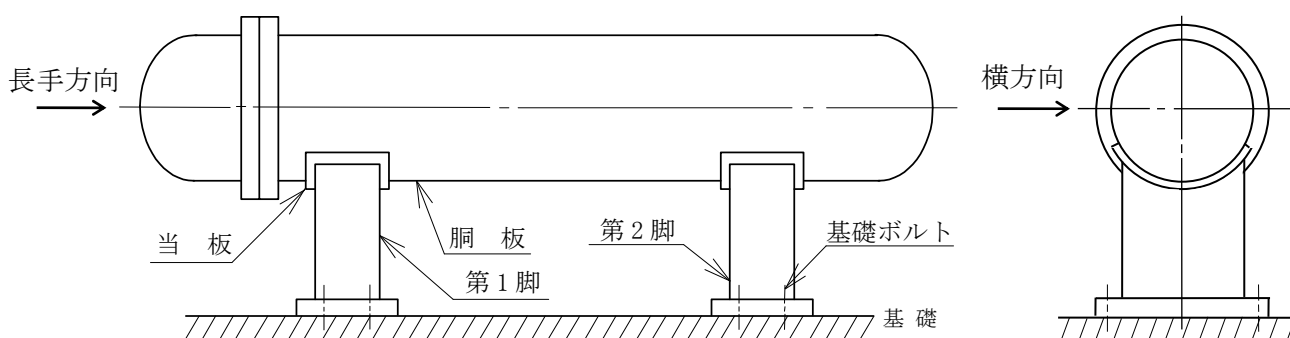 長手方向
横方向
当 板
胴 板
第1脚
第2脚
基礎ボルト
基 礎